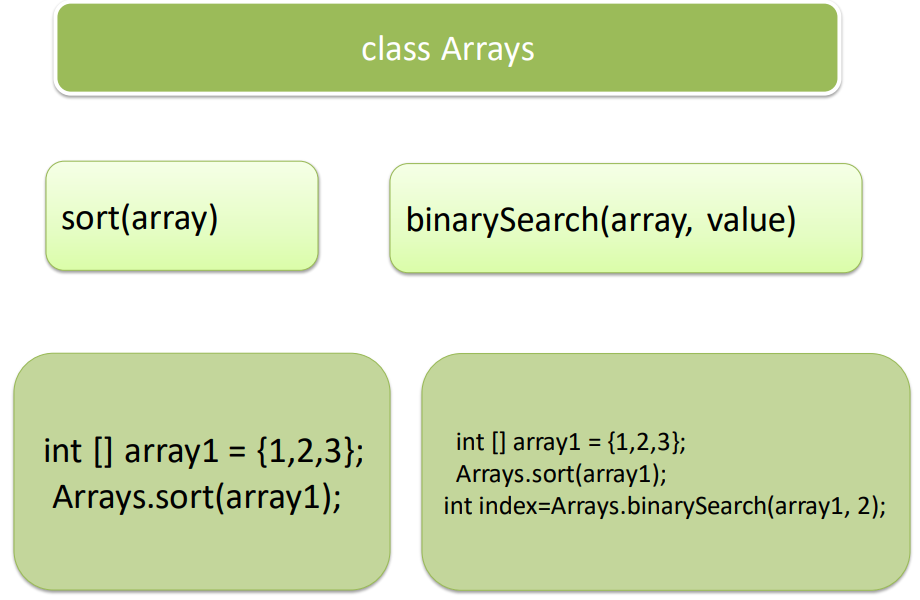 class Arrays
sort(array)
binarySearch(array, value)
int [] array1 = {1,2,3};
Arrays.sort(array1);
int [] array1 = {1,2,3};
Arrays.sort(array1);
int index=Arrays.binarySearch(array1, 2);